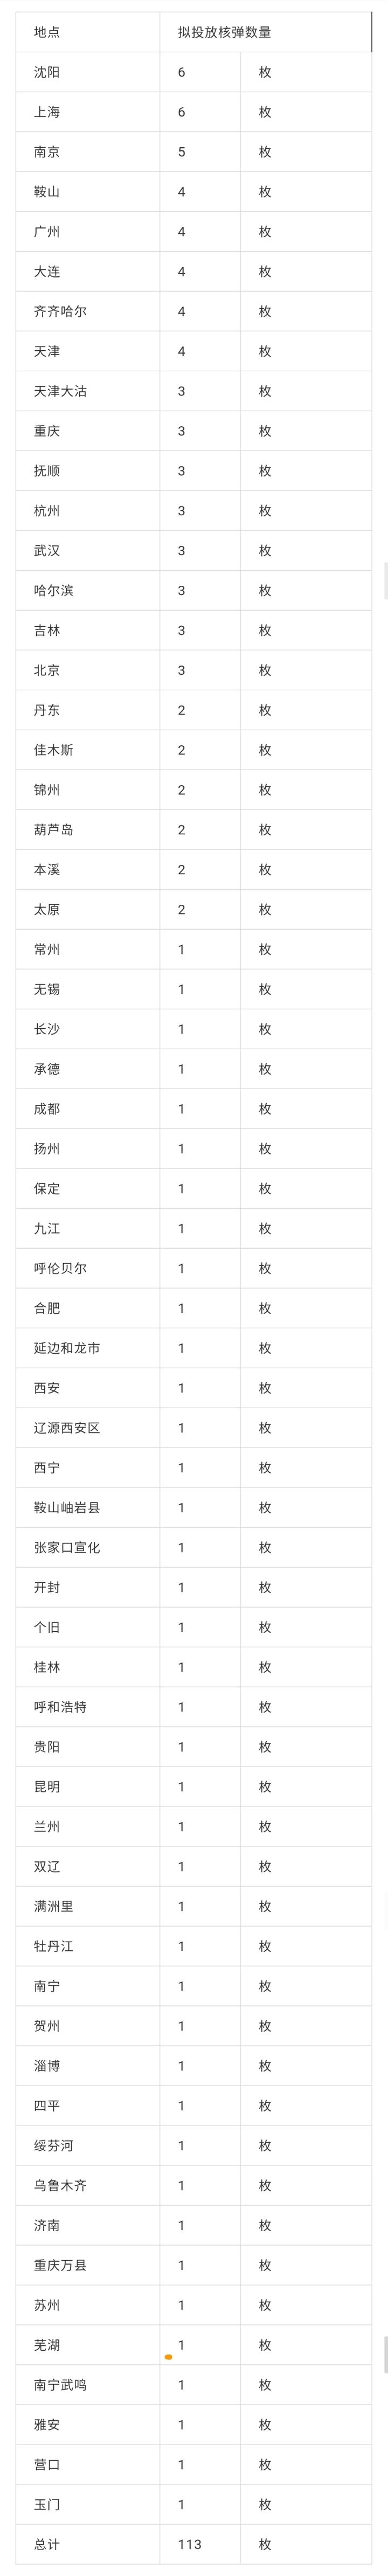 地点 拟投放核弹数量
沈阳 6 枚
上海 6 枚
南京 5 枚
鞍山 4 枚
广州 4 枚
大连 4 枚
齐齐哈尔 4 枚
天津 4 枚
天津大沽 3 枚
重庆 3 枚
抚顺 3 枚
杭州 3 枚
武汉 3 枚
哈尔滨 3 枚
吉林 3 枚
北京 3 枚
丹东 2 枚
佳木斯 2 枚
锦州 2 枚
葫芦岛 2 枚
本溪 2 枚
太原 2 枚
常州 1 枚
无锡 1 枚
长沙 1 枚
承德 1 枚
成都 1 枚
扬州 1 枚
保定 1 枚
九江 1 枚
呼伦贝尔 1 枚
合肥 1 枚
延边和龙市 1 枚
西安 1 枚
辽源西安区 1 枚
西宁 1 枚
鞍山岫岩县 1 枚
张家口宣化 1 枚
开封 1 枚
个旧 1 枚
桂林 1 枚
呼和浩特 1 枚
贵阳 1 枚
昆明 1 枚
兰州 1 枚
双辽 1 枚
满洲里 1 枚
牡丹江 1 枚
南宁 1 枚
贺州 1 枚
淄博 1 枚
四平 1 枚
绥芬河 1 枚
乌鲁木齐 1 枚
济南 1 枚
重庆万县 1 枚
苏州 1 枚
芜湖 1 枚
南宁武鸣 1 枚
雅安 1 枚
营口 1 枚
玉门 1 枚
总计 113 枚